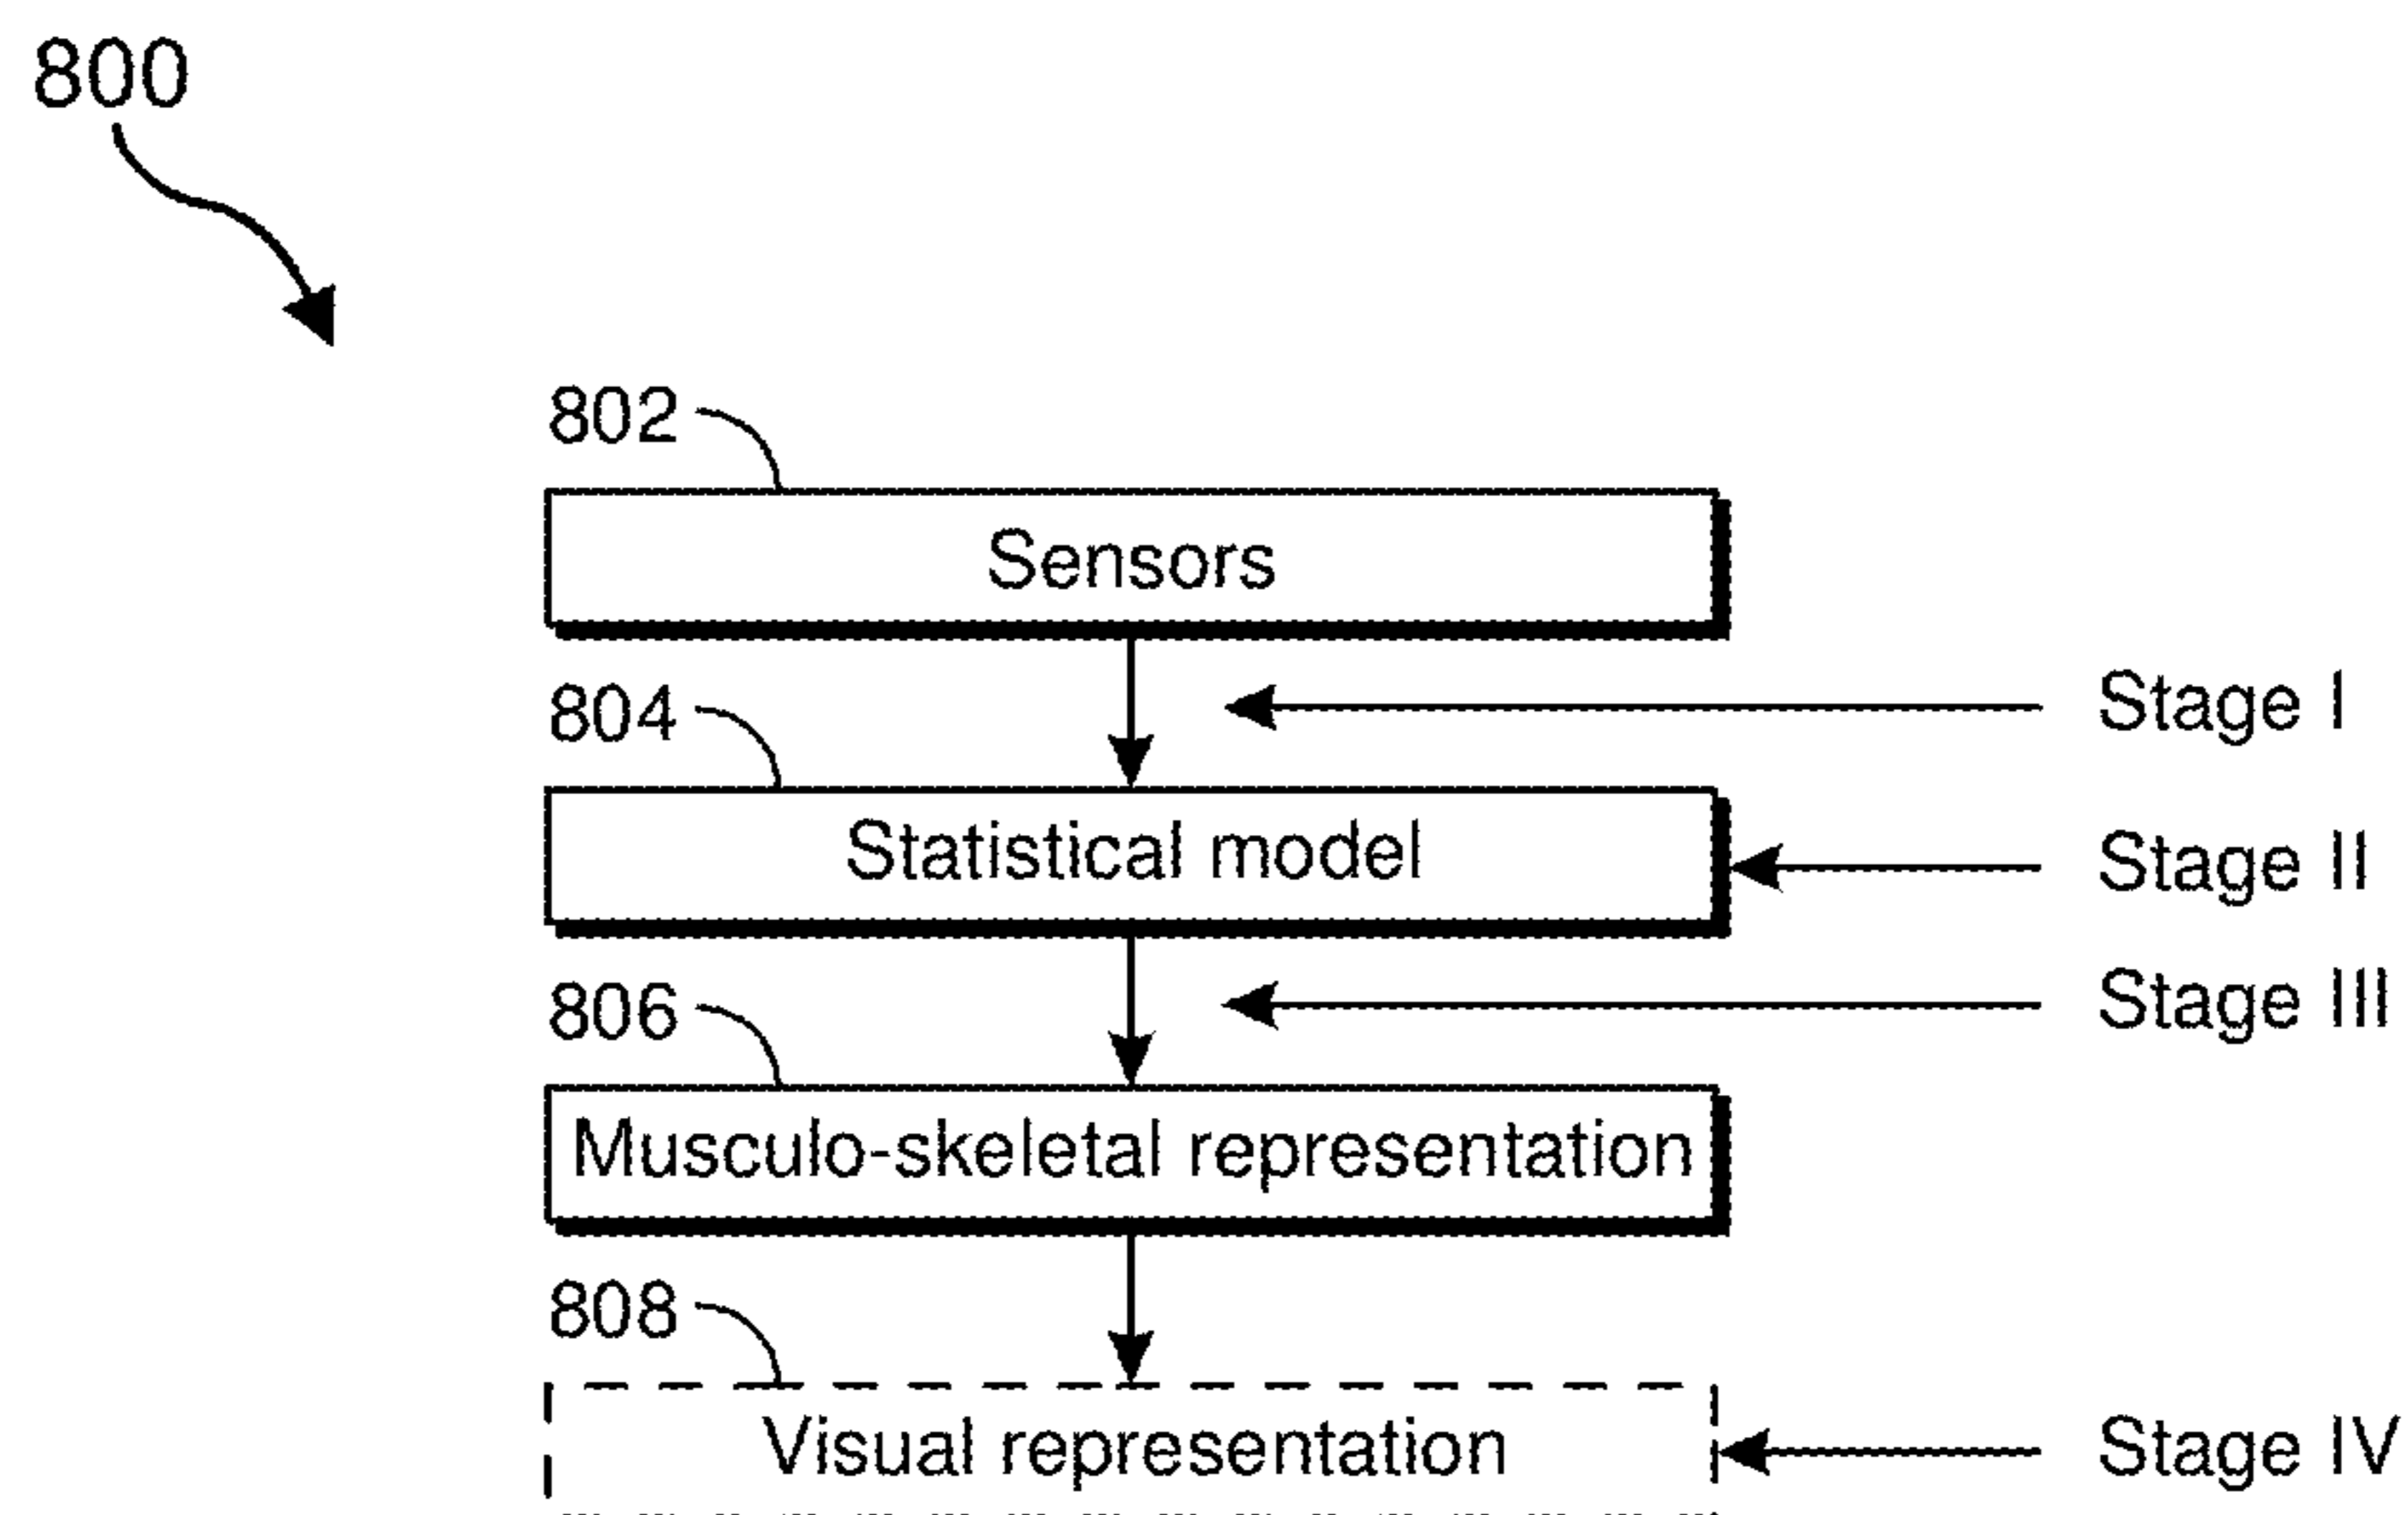 800
802
Sensors
Stage I
804
Statistical model
Stage II
Stage III
806
Musculo-skeletal representation
808
Visual representation
Stage IV